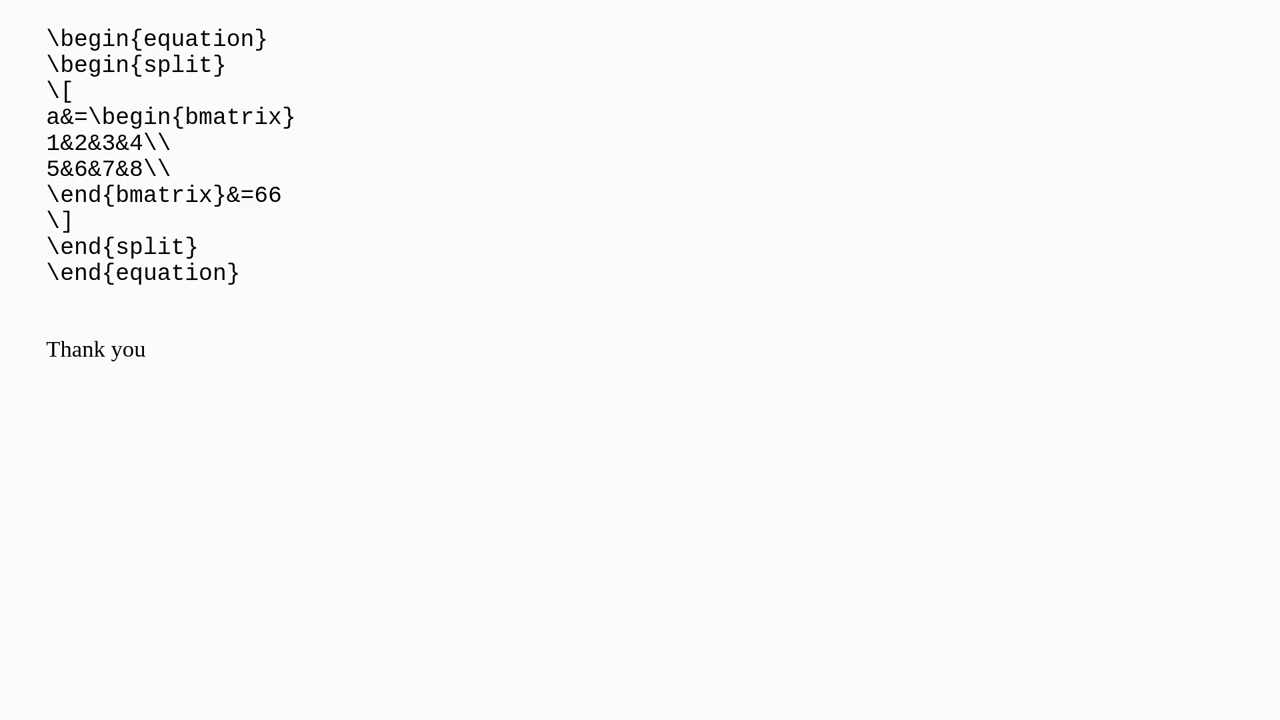 \begin{equation}
\begin{split}
\[
a&=\begin{bmatrix}
1&2&3&4\\
5&6&7&8\\
\end{bmatrix}&=66
\]
\end{split}
\end{equation}
Thank you